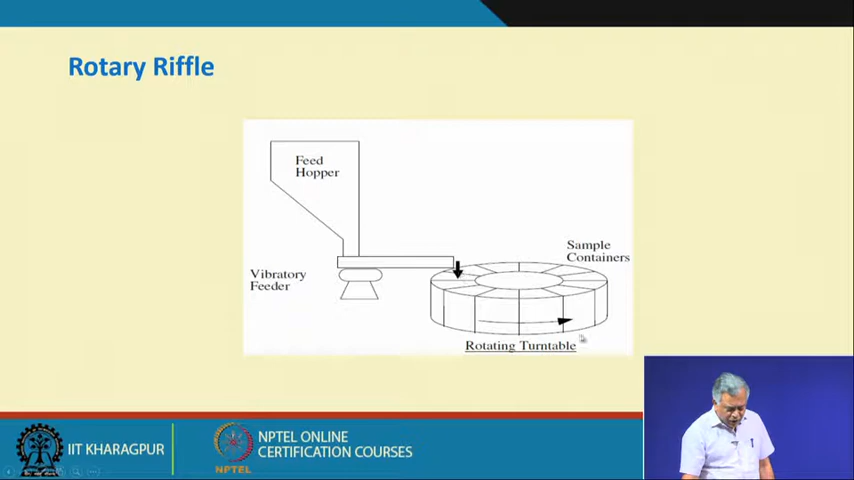 Rotary Riffle
Feed
Hopper
Sample
Containers
Vibratory
Feeder
Rotating Turntable
IIT KHARAGPUR
NPTEL
NPTEL ONLINE
CERTIFICATION COURSES